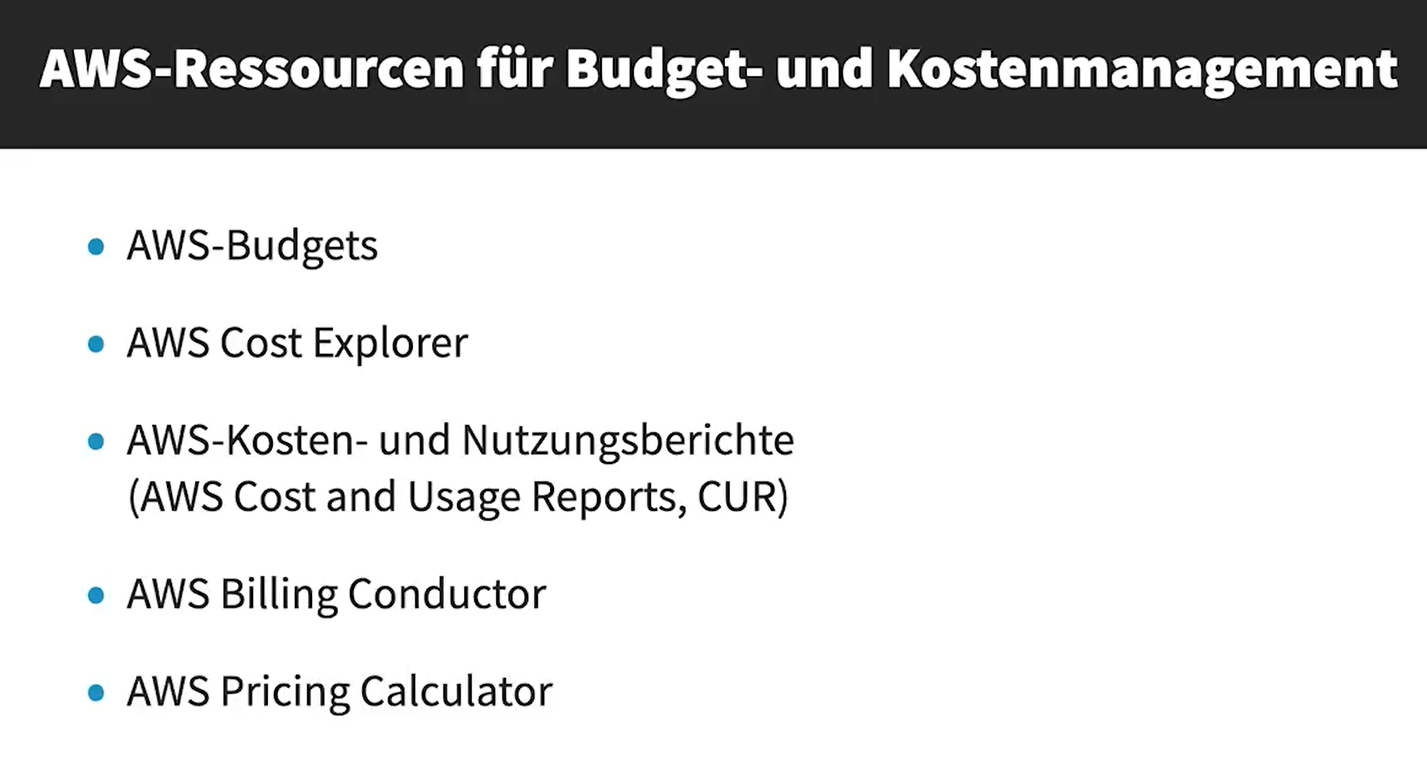 AWS-Ressourcen für Budget- und Kostenmanagement
AWS-Budgets
AWS Cost Explorer
AWS-Kosten- und Nutzungsberichte
(AWS Cost and Usage Reports, CUR)
AWS Billing Conductor
AWS Pricing Calculator